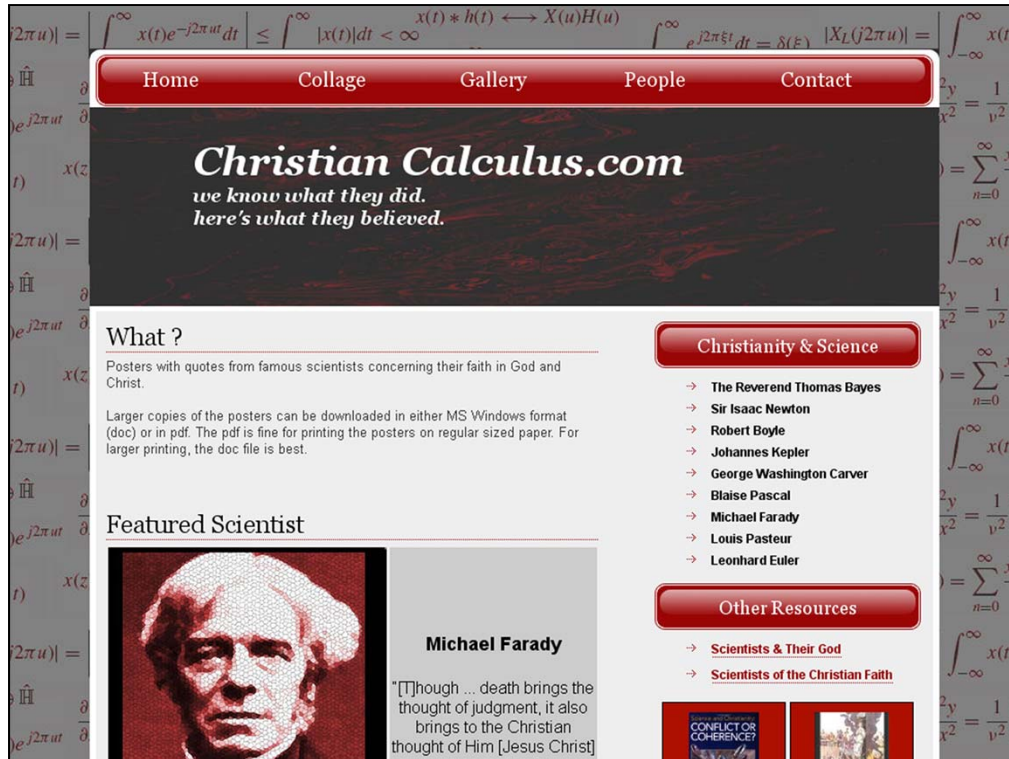 x(t) ∗ h(t) ⟷ X(u)H(u)
Home Collage Gallery People Contact
Christian Calculus.com
we know what they did.
here's what they believed.
What ?
Posters with quotes from famous scientists concerning their faith in God and
Christ.
Larger copies of the posters can be downloaded in either MS Windows format
(doc) or in pdf. The pdf is fine for printing the posters on regular sized paper. For
larger printing, the doc file is best.
Featured Scientist
Michael Farady
"[T]hough ... death brings the
thought of judgment, it also
brings to the Christian
thought of Him [Jesus Christ]
Christianity & Science
The Reverend Thomas Bayes
Sir Isaac Newton
Robert Boyle
Johannes Kepler
George Washington Carver
Blaise Pascal
Michael Farady
Louis Pasteur
Leonhard Euler
Other Resources
Scientists & Their God
Scientists of the Christian Faith
Science and Christianity
CONFLICT OR
COHERENCE?